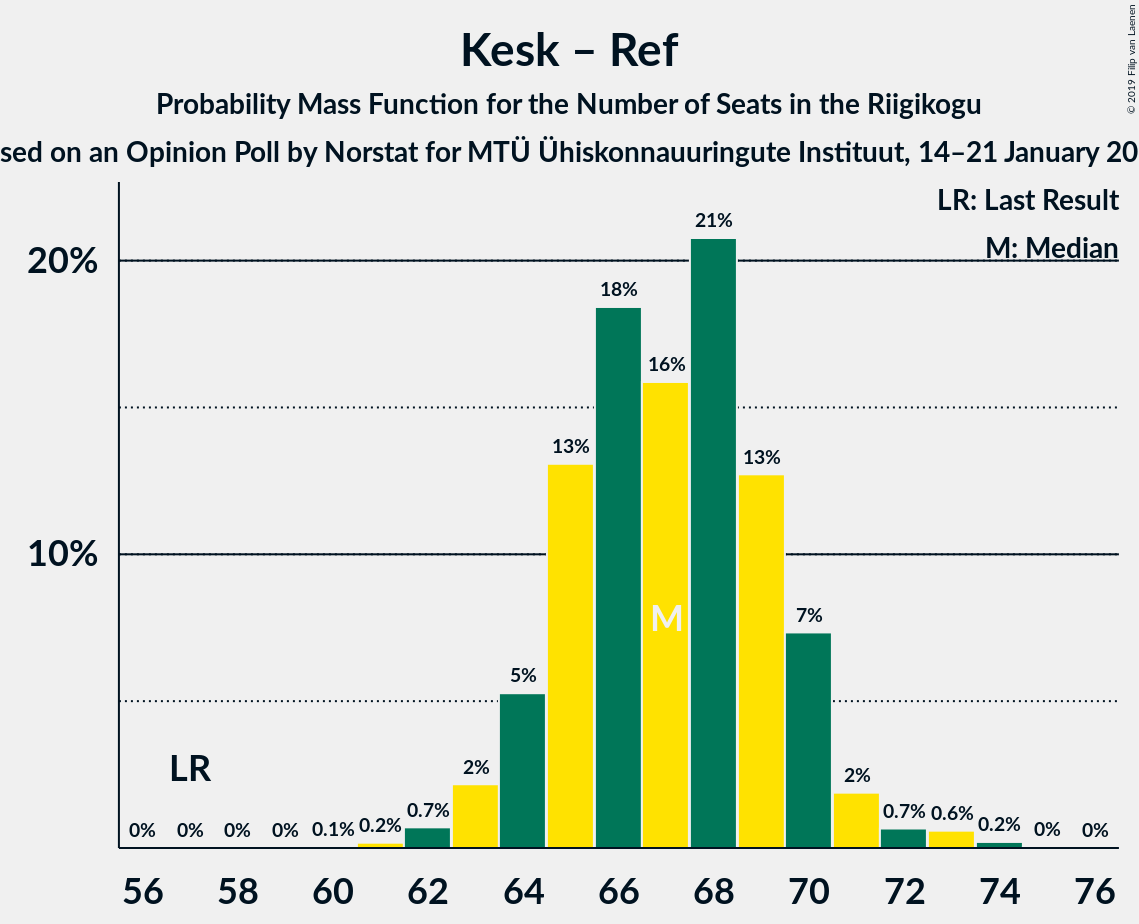 © 2019 Filip van Laenen
Kesk – Ref
Probability Mass Function for the Number of Seats in the Riigikogu
sed on an Opinion Poll by Norstat for MTÜ Ühiskonnauuringute Instituut, 14–21 January 20
LR: Last Result
M: Median
20%
10%
0% 0% 0% 0% 0.1% 0.2% 0.7% 2% 5% 13% 18% 16% 21% 13% 7% 2% 0.7% 0.6% 0.2% 0% 0%
LR
M
56 58 60 62 64 66 68 70 72 74 76